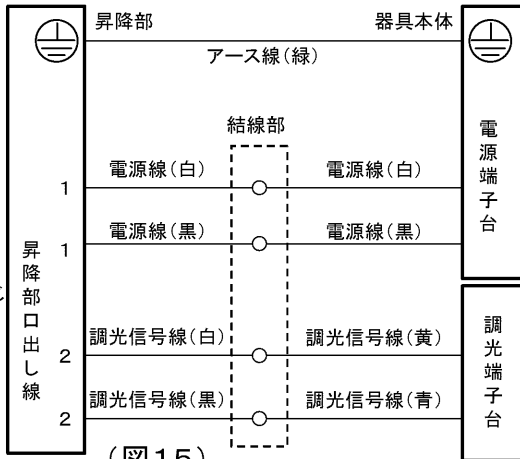 昇降部 器具本体
アース線(緑)
結線部
電源線(白) 電源線(白)
1
電源線(黒) 電源線(黒)
1
調光信号線(白) 調光信号線(黄)
2
調光信号線(黒) 調光信号線(青)
2
昇降部口出し線
電源端子台
調光端子台
(図15)